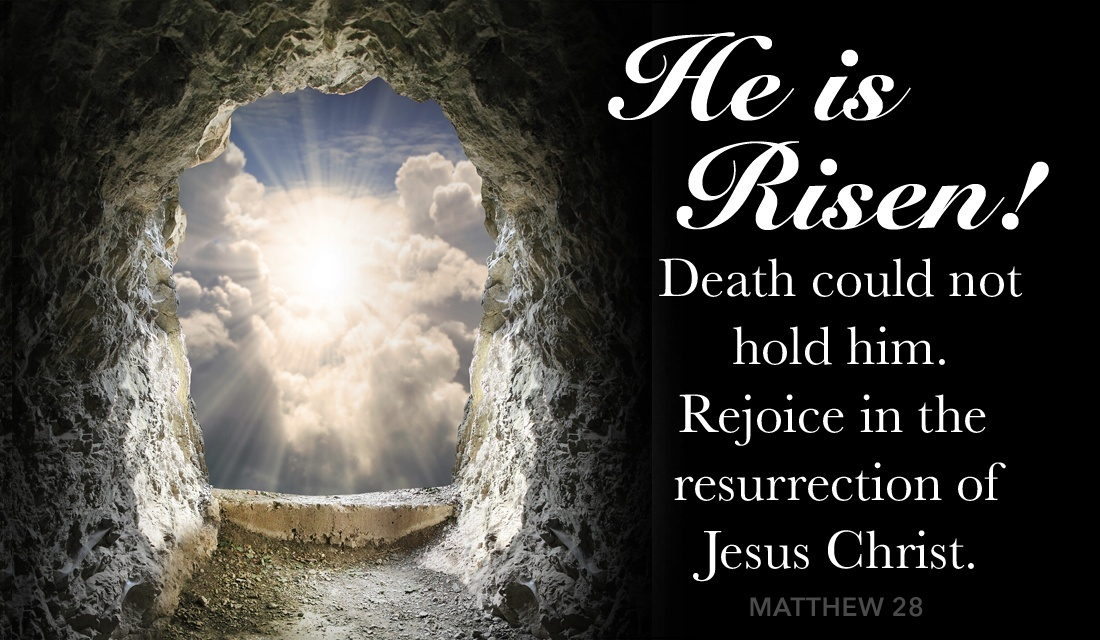 He is
Risen!
Death could not
hold him.
Rejoice in the
resurrection of
Jesus Christ.
MATTHEW 28